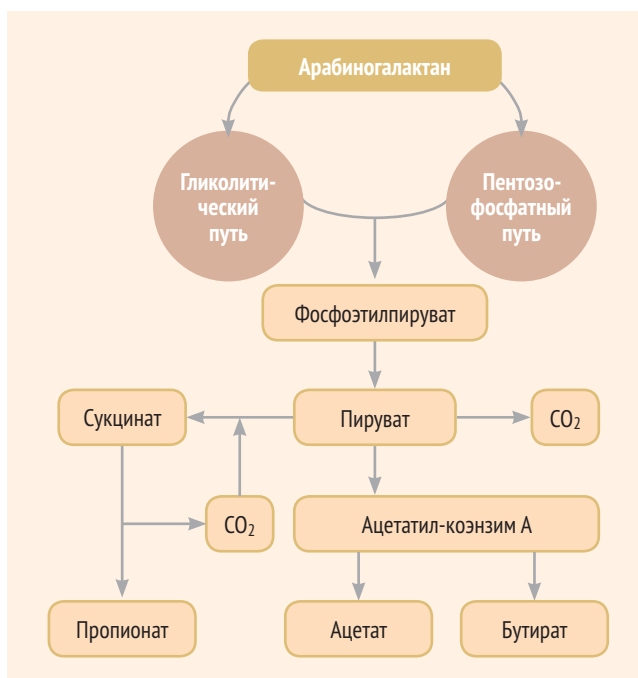 Арабиногалактан
Гликолити-
ческий
путь
Пентозо-
фосфатный
путь
Фосфоэтилпируват
Сукцинат
Пируват
CO₂
CO₂
Ацетатил-коэнзим А
Пропионат
Ацетат
Бутират